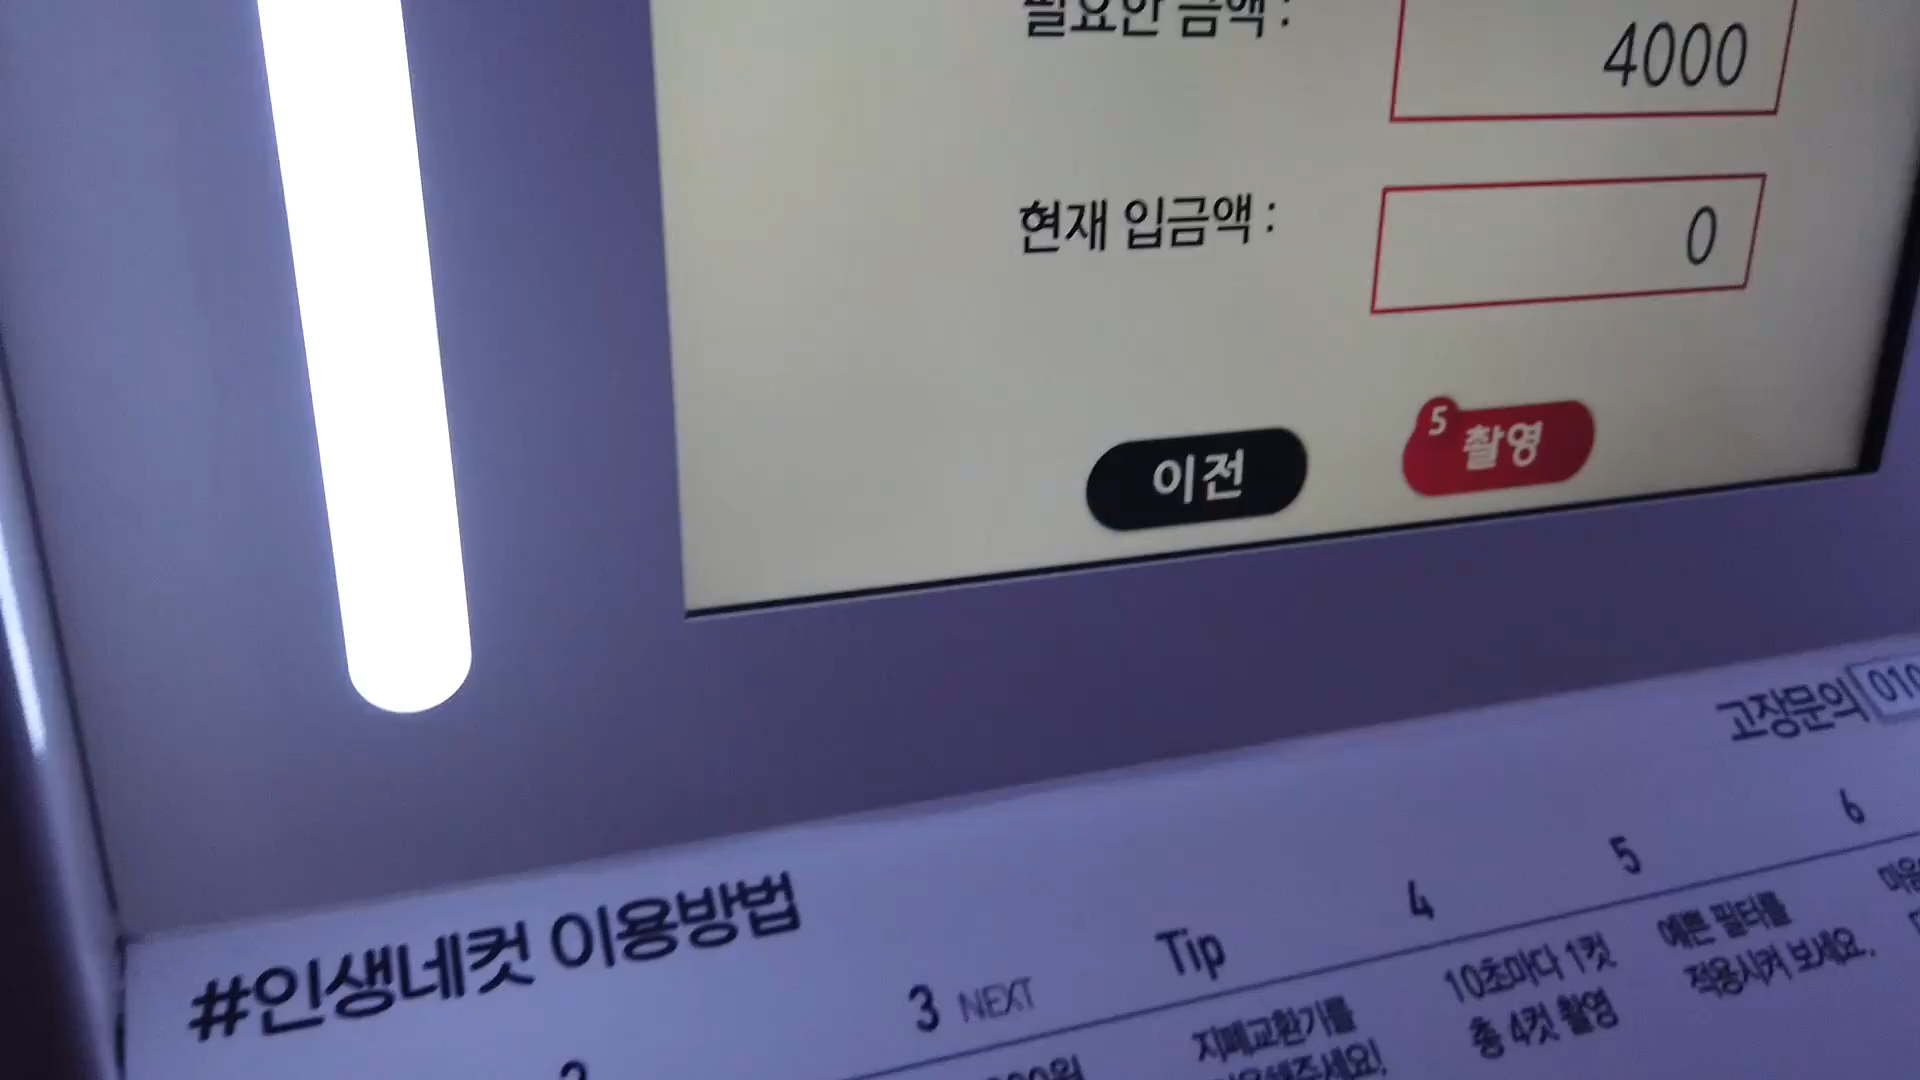 필요한 금액 :
4000
현재 입금액 :
0
이전
5
촬영
고장문의 010
#인생네컷 이용방법
2
3 NEXT
Tip
지폐교환기를
4
10초마다 1컷
총 4컷 촬영
5
예쁜 필터를
적용시켜 보세요.
6